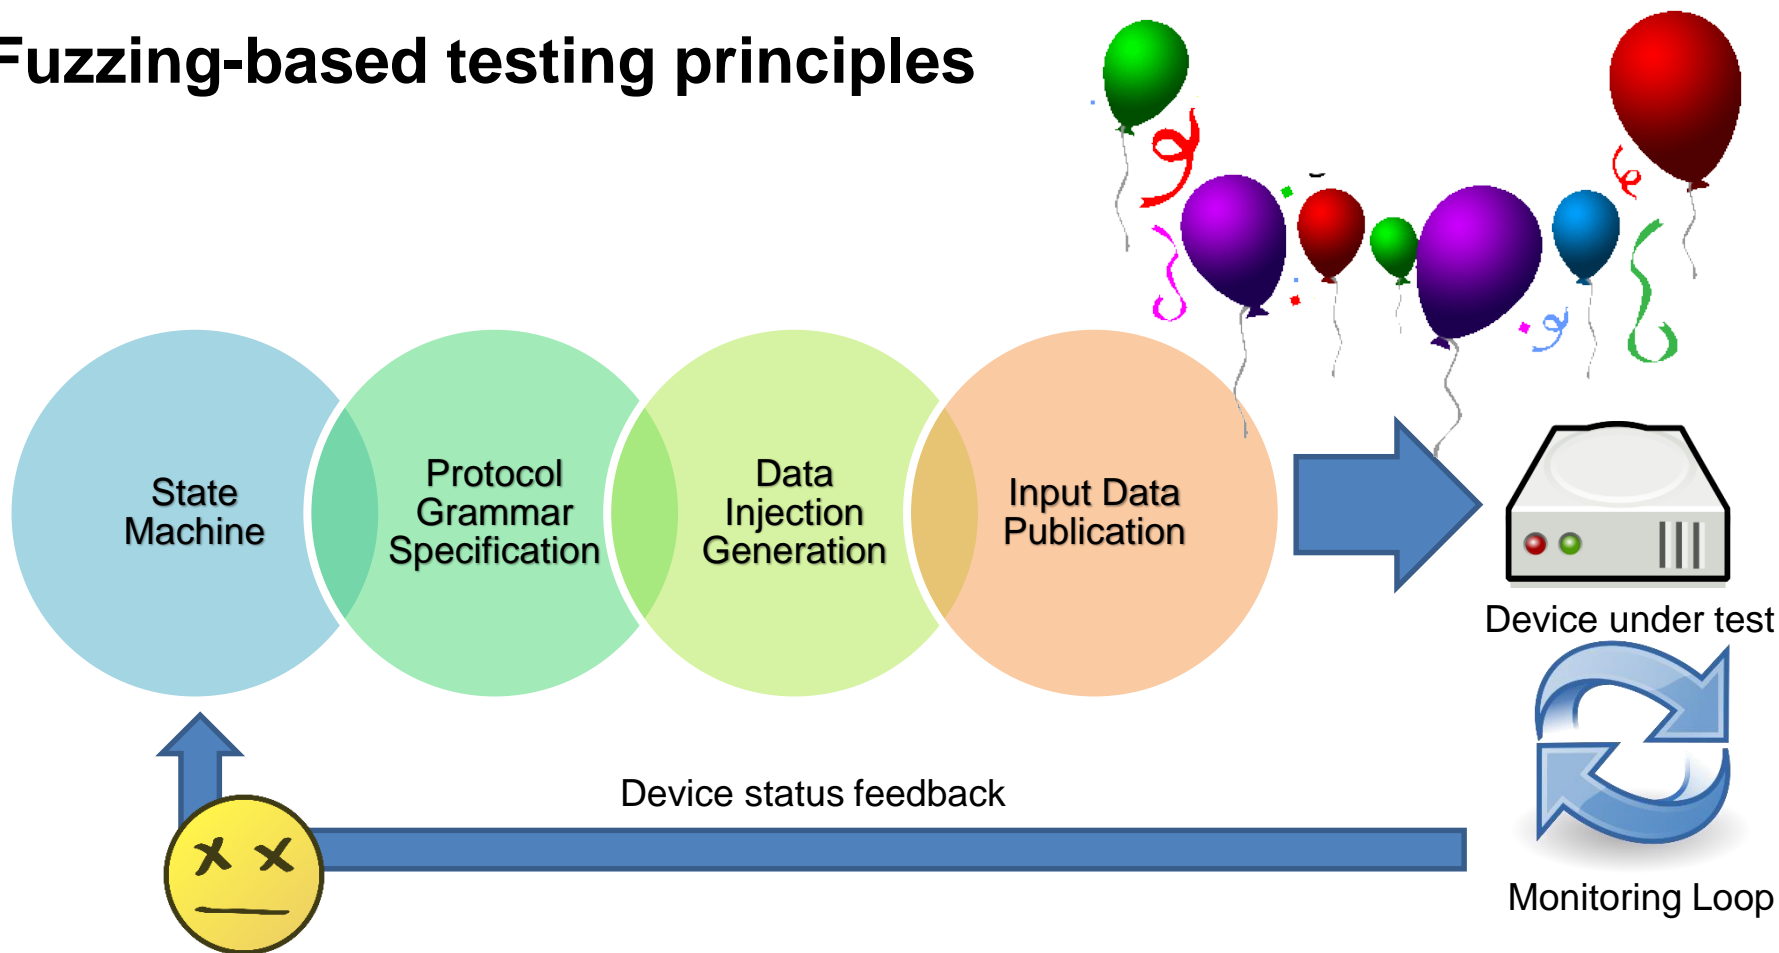 Fuzzing-based testing principles
State
Machine
Protocol
Grammar
Specification
Data
Injection
Generation
Input Data
Publication
Device under test
Device status feedback
Monitoring Loop